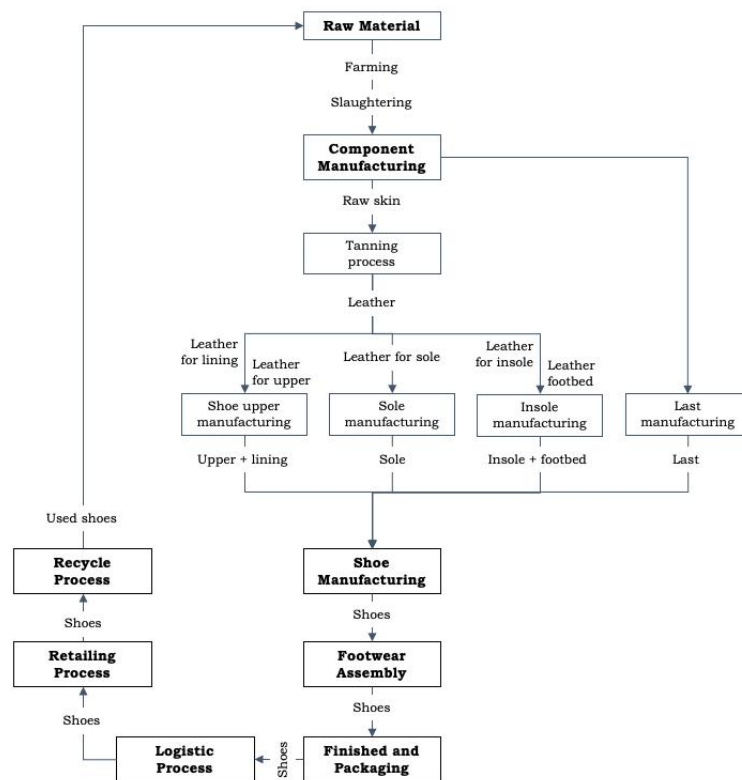 Raw Material
Farming
Slaughtering
Component
Manufacturing
Raw skin
Tanning
process
Leather
Leather
for lining
Leather
for upper
Leather for sole
Leather
for insole
Leather
footbed
Shoe upper
manufacturing
Sole
manufacturing
Insole
manufacturing
Last
manufacturing
Upper + lining
Sole
Insole + footbed
Last
Used shoes
Recycle
Process
Shoe
Manufacturing
Shoes
Shoes
Retailing
Process
Footwear
Assembly
Shoes
Shoes
Logistic
Process
Shoes
Finished and
Packaging